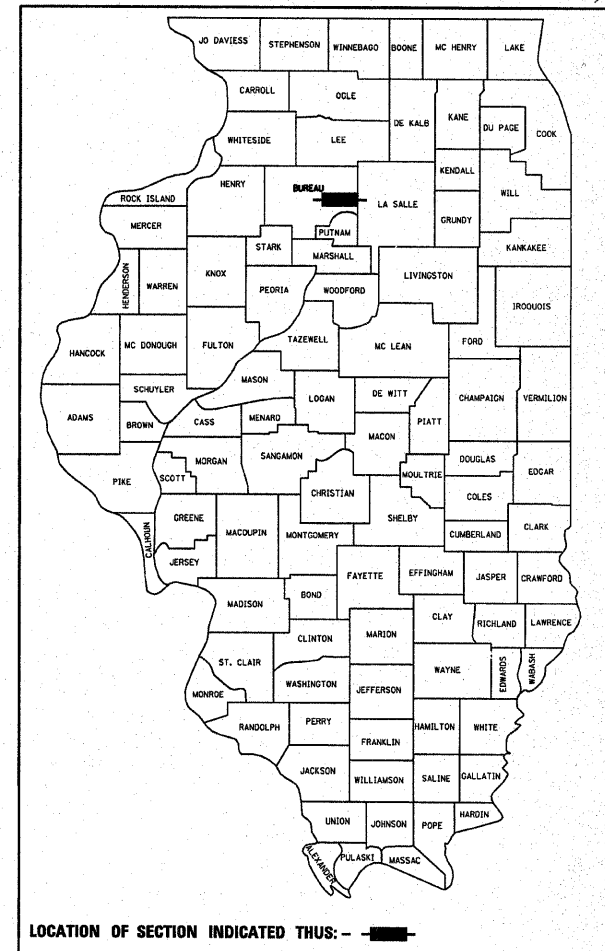 JO DAVIESS
STEPHENSON
WINNEBAGO
BOONE
MC HENRY
LAKE
CARROLL
OGLE
DE KALB
KANE
DU PAGE
COOK
WHITESIDE
LEE
KENDALL
WILL
ROCK ISLAND
HENRY
BUREAU
LA SALLE
GRUNDY
MERCER
PUTNAM
KANKAKEE
STARK
MARSHALL
HENDERSON
WARREN
KNOX
PEORIA
WOODFORD
LIVINGSTON
IROQUOIS
HANCOCK
MC DONOUGH
FULTON
TAZEWELL
MC LEAN
FORD
MASON
SCHUYLER
LOGAN
DE WITT
CHAMPAIGN
VERMILION
ADAMS
BROWN
CASS
MENARD
MACON
PIATT
PIKE
SCOTT
MORGAN
SANGAMON
MOULTRIE
DOUGLAS
EDGAR
CHRISTIAN
COLES
GREENE
MACOUPIN
SHELBY
CALHOUN
JERSEY
MONTGOMERY
CUMBERLAND
CLARK
FAYETTE
EFFINGHAM
JASPER
CRAWFORD
MADISON
BOND
CLAY
RICHLAND
LAWRENCE
CLINTON
MARION
ST. CLAIR
WAYNE
EDWARDS
WABASH
MONROE
WASHINGTON
JEFFERSON
RANDOLPH
PERRY
HAMILTON
WHITE
FRANKLIN
JACKSON
WILLIAMSON
SALINE
GALLATIN
UNION
JOHNSON
POPE
HARDIN
ALEXANDER
PULASKI
MASSAC
LOCATION OF SECTION INDICATED THUS: -